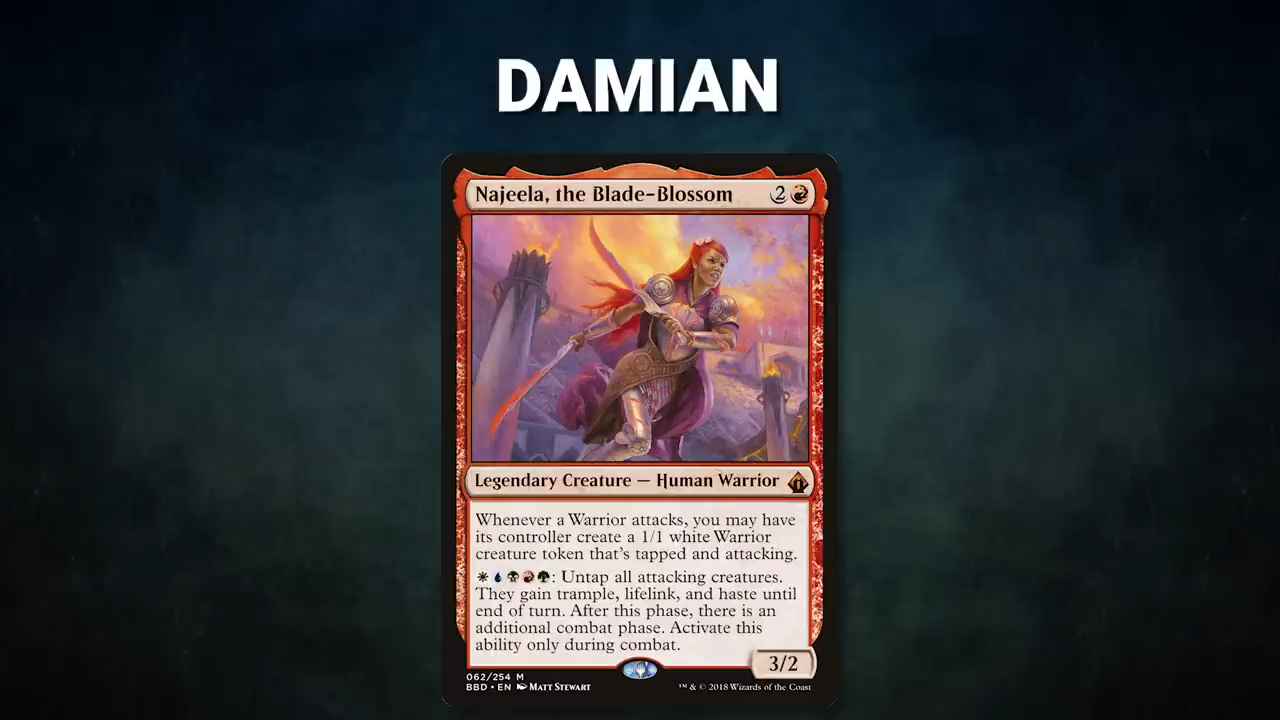 DAMIAN
Najeela, the Blade-Blossom 2
Legendary Creature — Human Warrior
Whenever a Warrior attacks, you may have
its controller create a 1/1 white Warrior
creature token that's tapped and attacking.
: Untap all attacking creatures.
They gain trample, lifelink, and haste until
end of turn. After this phase, there is an
additional combat phase. Activate this
ability only during combat.
3/2
062/254 M
BBD • EN Matt Stewart
™ & © 2018 Wizards of the Coast